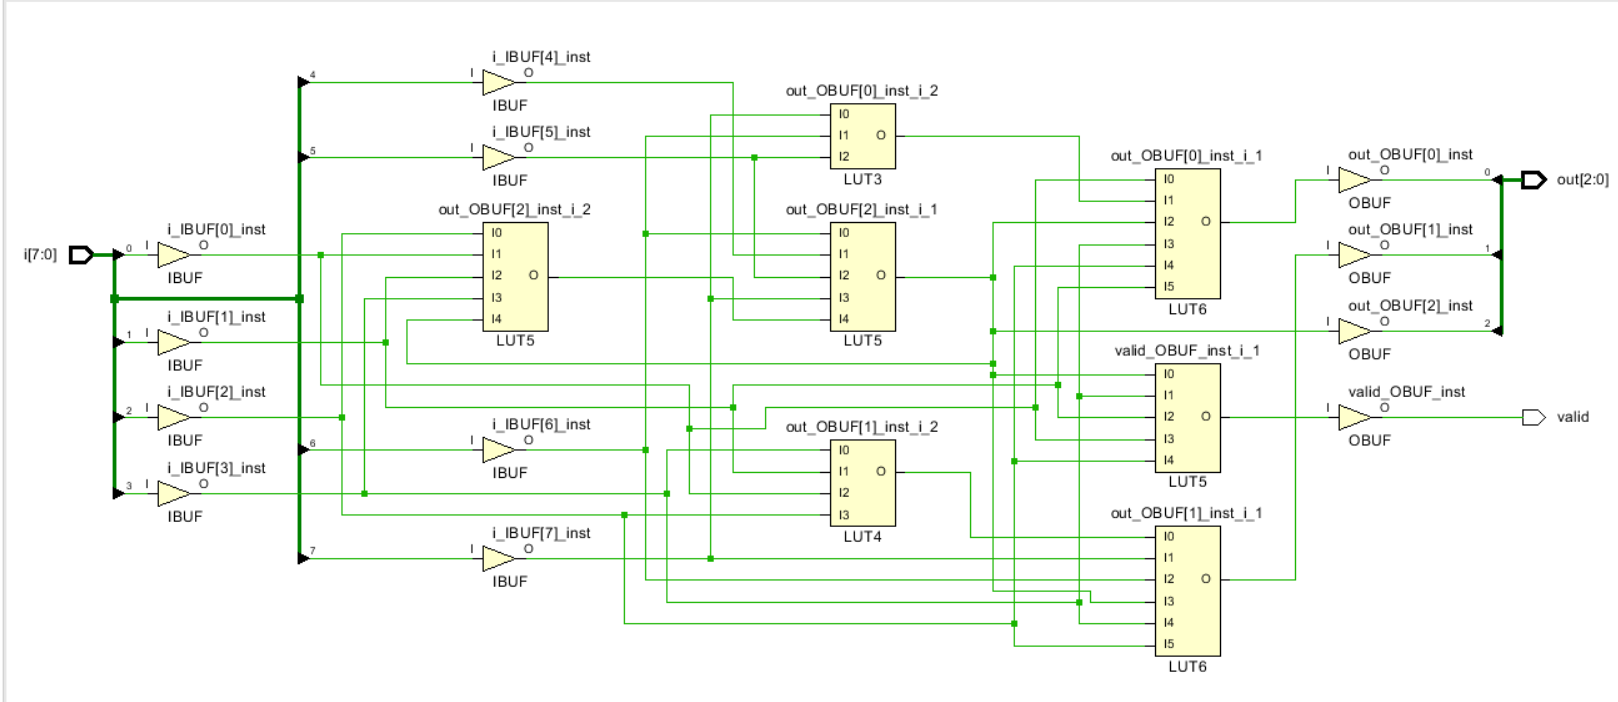 i[7:0]
0
I
i_IBUF[0]_inst
O
IBUF
1
I
i_IBUF[1]_inst
O
IBUF
2
I
i_IBUF[2]_inst
O
IBUF
3
I
i_IBUF[3]_inst
O
IBUF
4
I
i_IBUF[4]_inst
O
IBUF
5
I
i_IBUF[5]_inst
O
IBUF
out_OBUF[2]_inst_i_2
I0
I1
I2
O
I3
I4
LUT5
6
I
i_IBUF[6]_inst
O
IBUF
7
I
i_IBUF[7]_inst
O
IBUF
out_OBUF[0]_inst_i_2
I0
I1
O
I2
LUT3
out_OBUF[2]_inst_i_1
I0
I1
I2
O
I3
I4
LUT5
out_OBUF[1]_inst_i_2
I0
I1
O
I2
I3
LUT4
out_OBUF[0]_inst_i_1
I0
I1
I2
O
I3
I4
I5
LUT6
valid_OBUF_inst_i_1
I0
I1
I2
O
I3
I4
LUT5
out_OBUF[1]_inst_i_1
I0
I1
I2
O
I3
I4
I5
LUT6
out_OBUF[0]_inst
I
O
0
OBUF
out_OBUF[1]_inst
I
O
1
OBUF
out_OBUF[2]_inst
I
O
2
OBUF
valid_OBUF_inst
I
O
OBUF
out[2:0]
valid